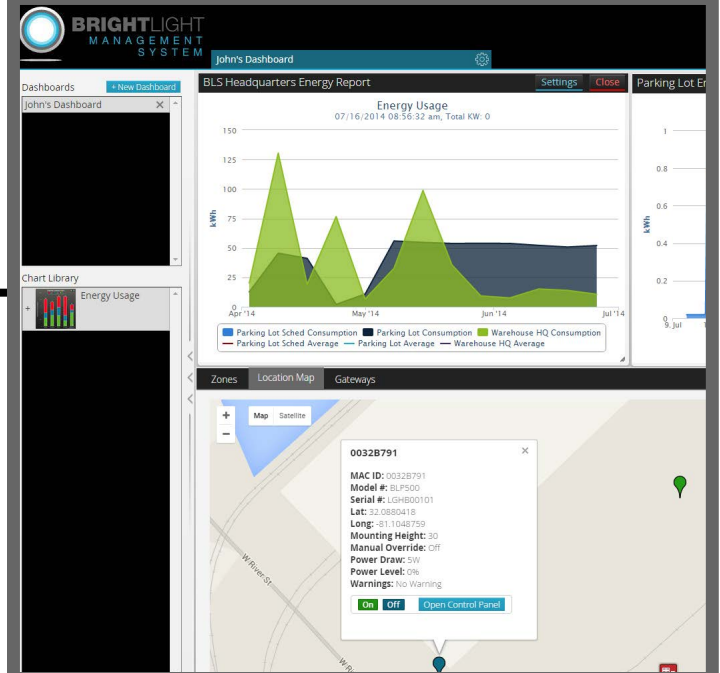 BRIGHTLIGHT
MANAGEMENT
SYSTEM
John's Dashboard
Dashboards
+ New Dashboard
John's Dashboard
Chart Library
+ Energy Usage
BLS Headquarters Energy Report
Settings
Close
Energy Usage
07/16/2014 08:56:32 am, Total KW: 0
kWh
150
125
100
75
50
25
0
Apr '14 May '14 Jun '14 Jul '14
Parking Lot Sched Consumption Parking Lot Consumption Warehouse HQ Consumption
Parking Lot Sched Average Parking Lot Average Warehouse HQ Average
Parking Lot
kWh
1
0.8
0.6
0.4
0.2
0
9. Jul
Zones Location Map Gateways
+ Map Satellite
−
0032B791
MAC ID: 0032B791
Model #: BLP500
Serial #: LGHB00101
Lat: 32.0880418
Long: -81.1048759
Mounting Height: 30
Manual Override: Off
Power Draw: 5W
Power Level: 0%
Warnings: No Warning
On Off Open Control Panel
W River St